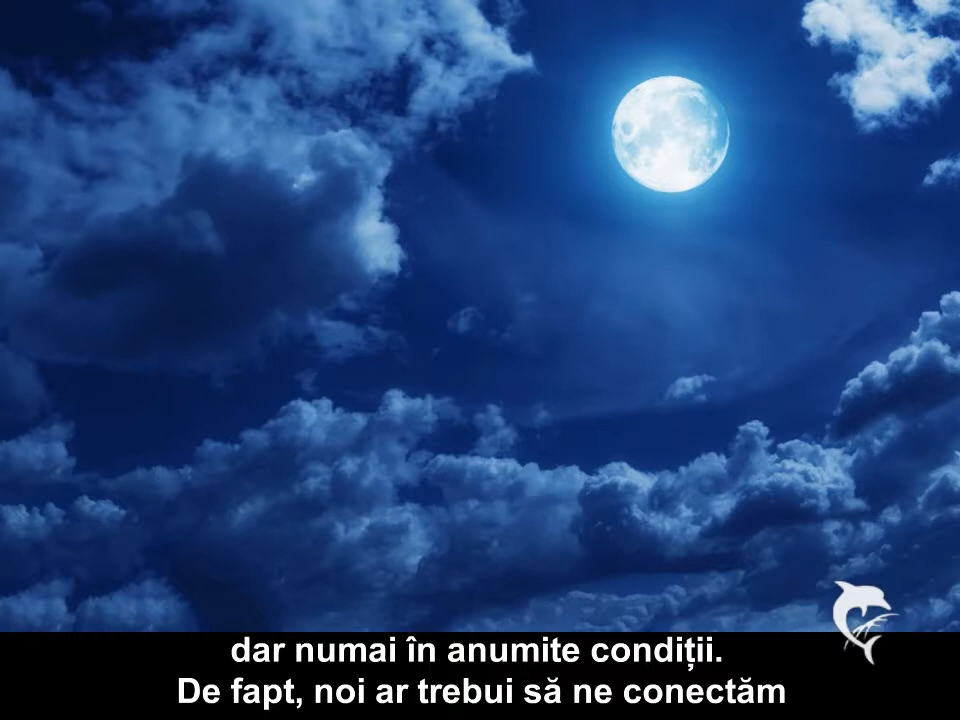 dar numai în anumite condiții.
De fapt, noi ar trebui să ne conectăm